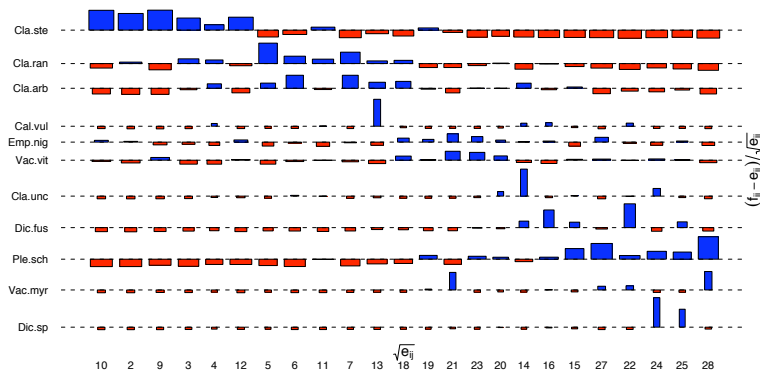 Cla.ste
Cla.ran
Cla.arb
Cal.vul
Emp.nig
Vac.vit
Cla.unc
Dic.fus
Ple.sch
Vac.myr
Dic.sp
(f_ij − e_ij)/√e_ij
√e_ij
10 2 9 3 4 12 5 6 11 7 13 18 19 21 23 20 14 16 15 27 22 24 25 28